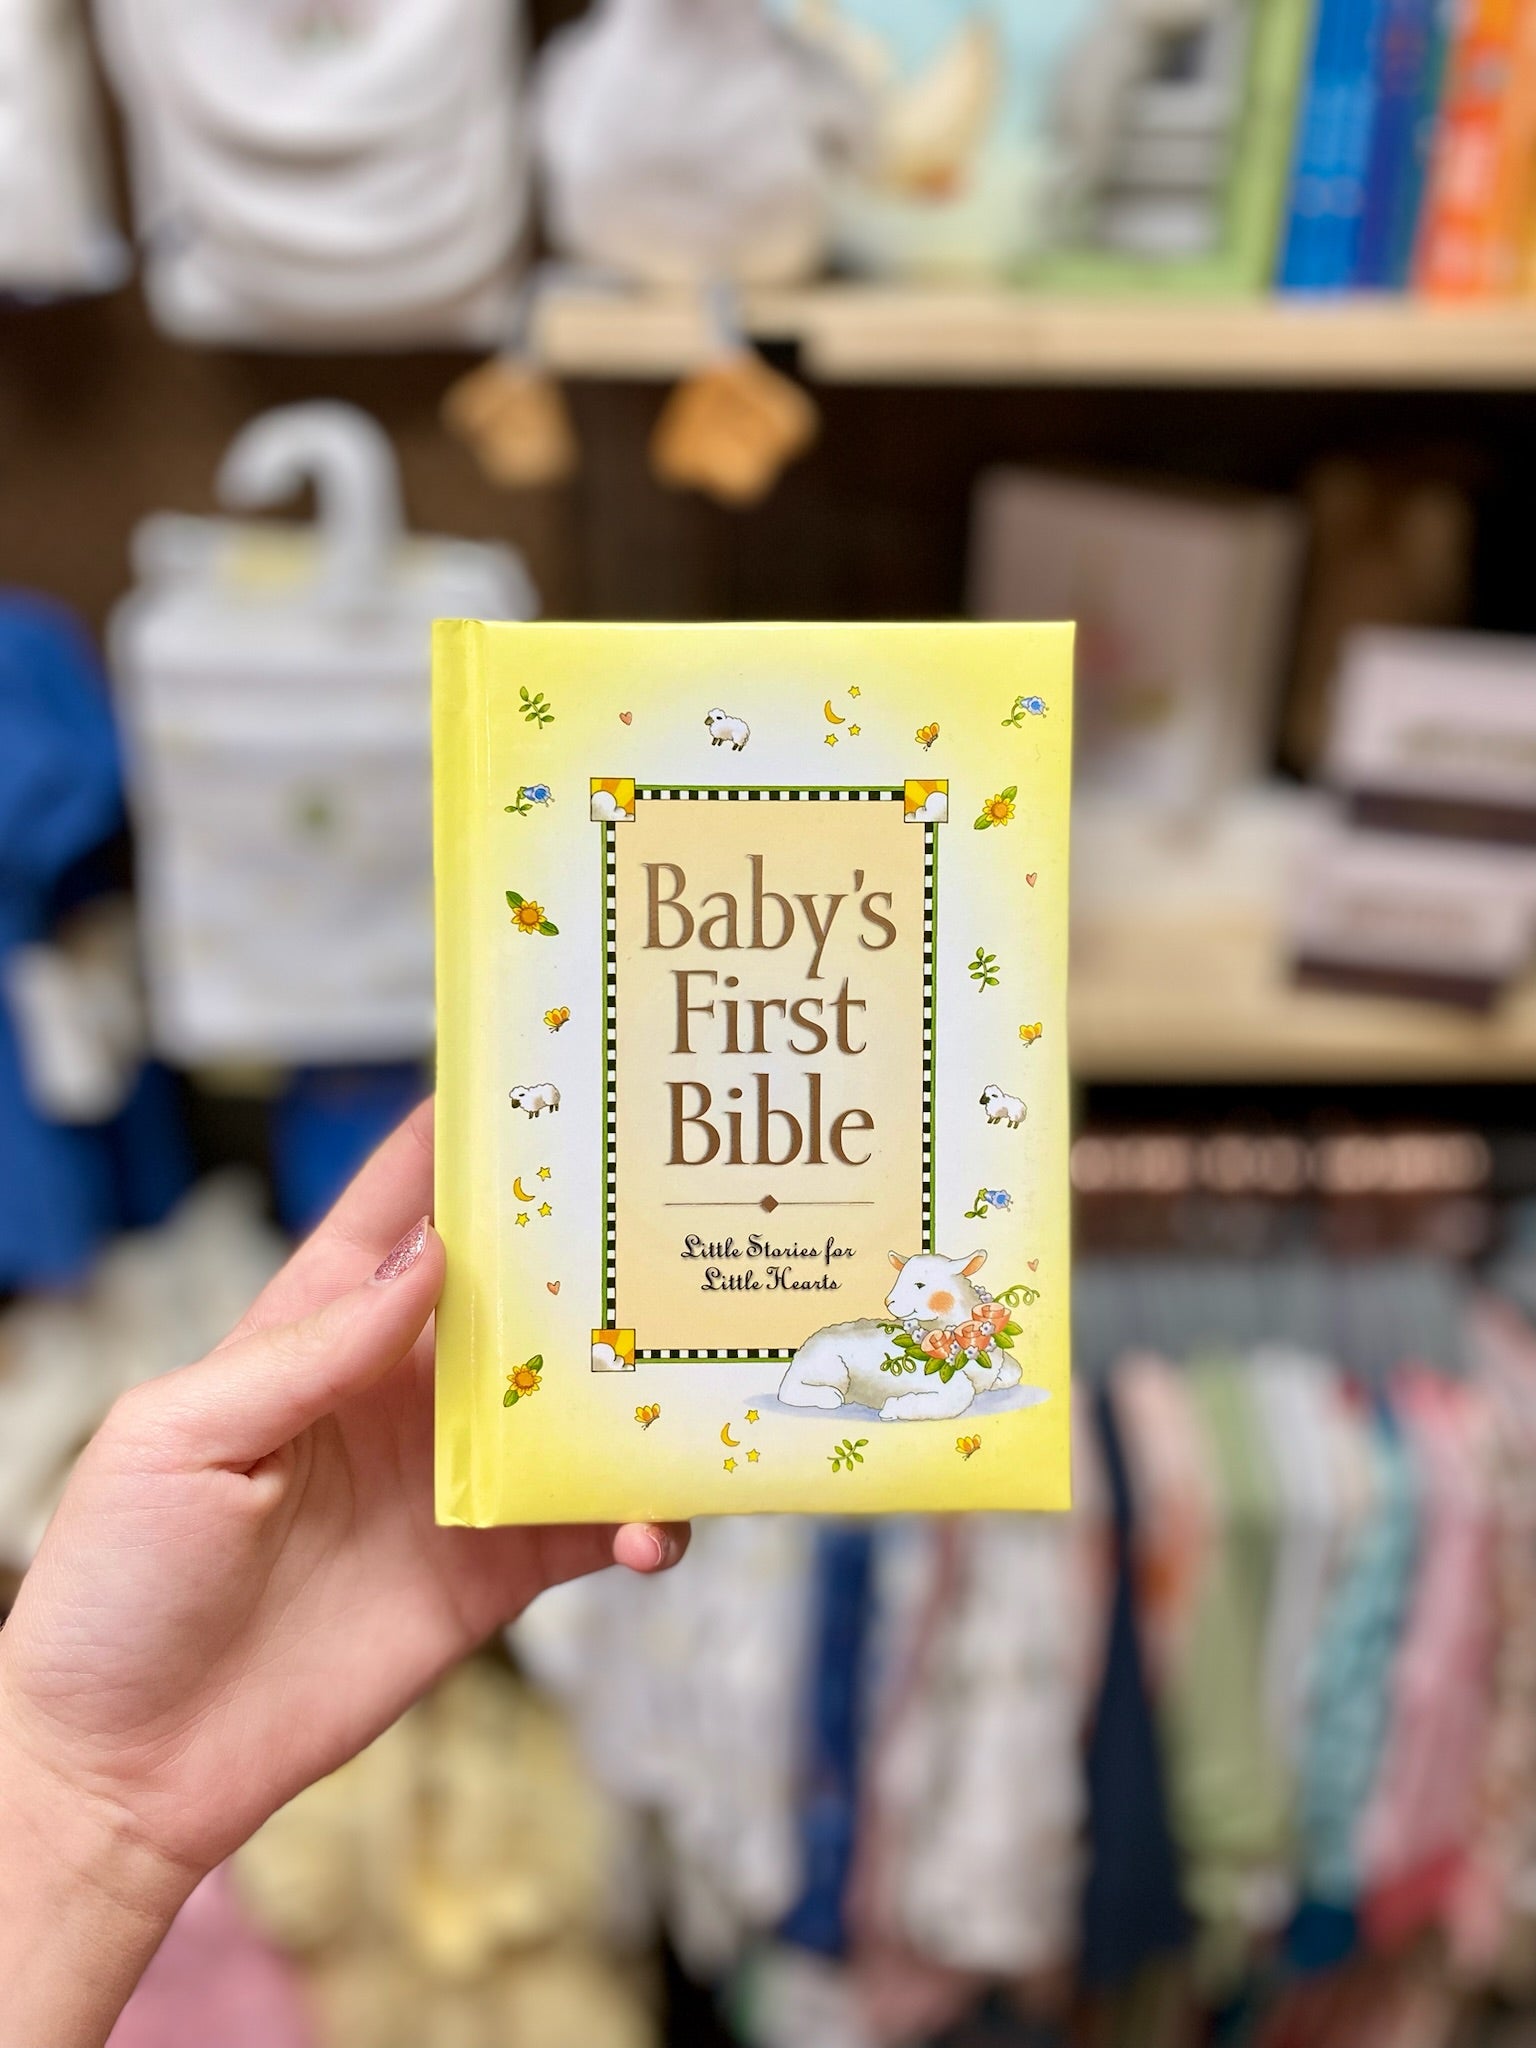 Baby's
First
Bible
Little Stories for
Little Hearts